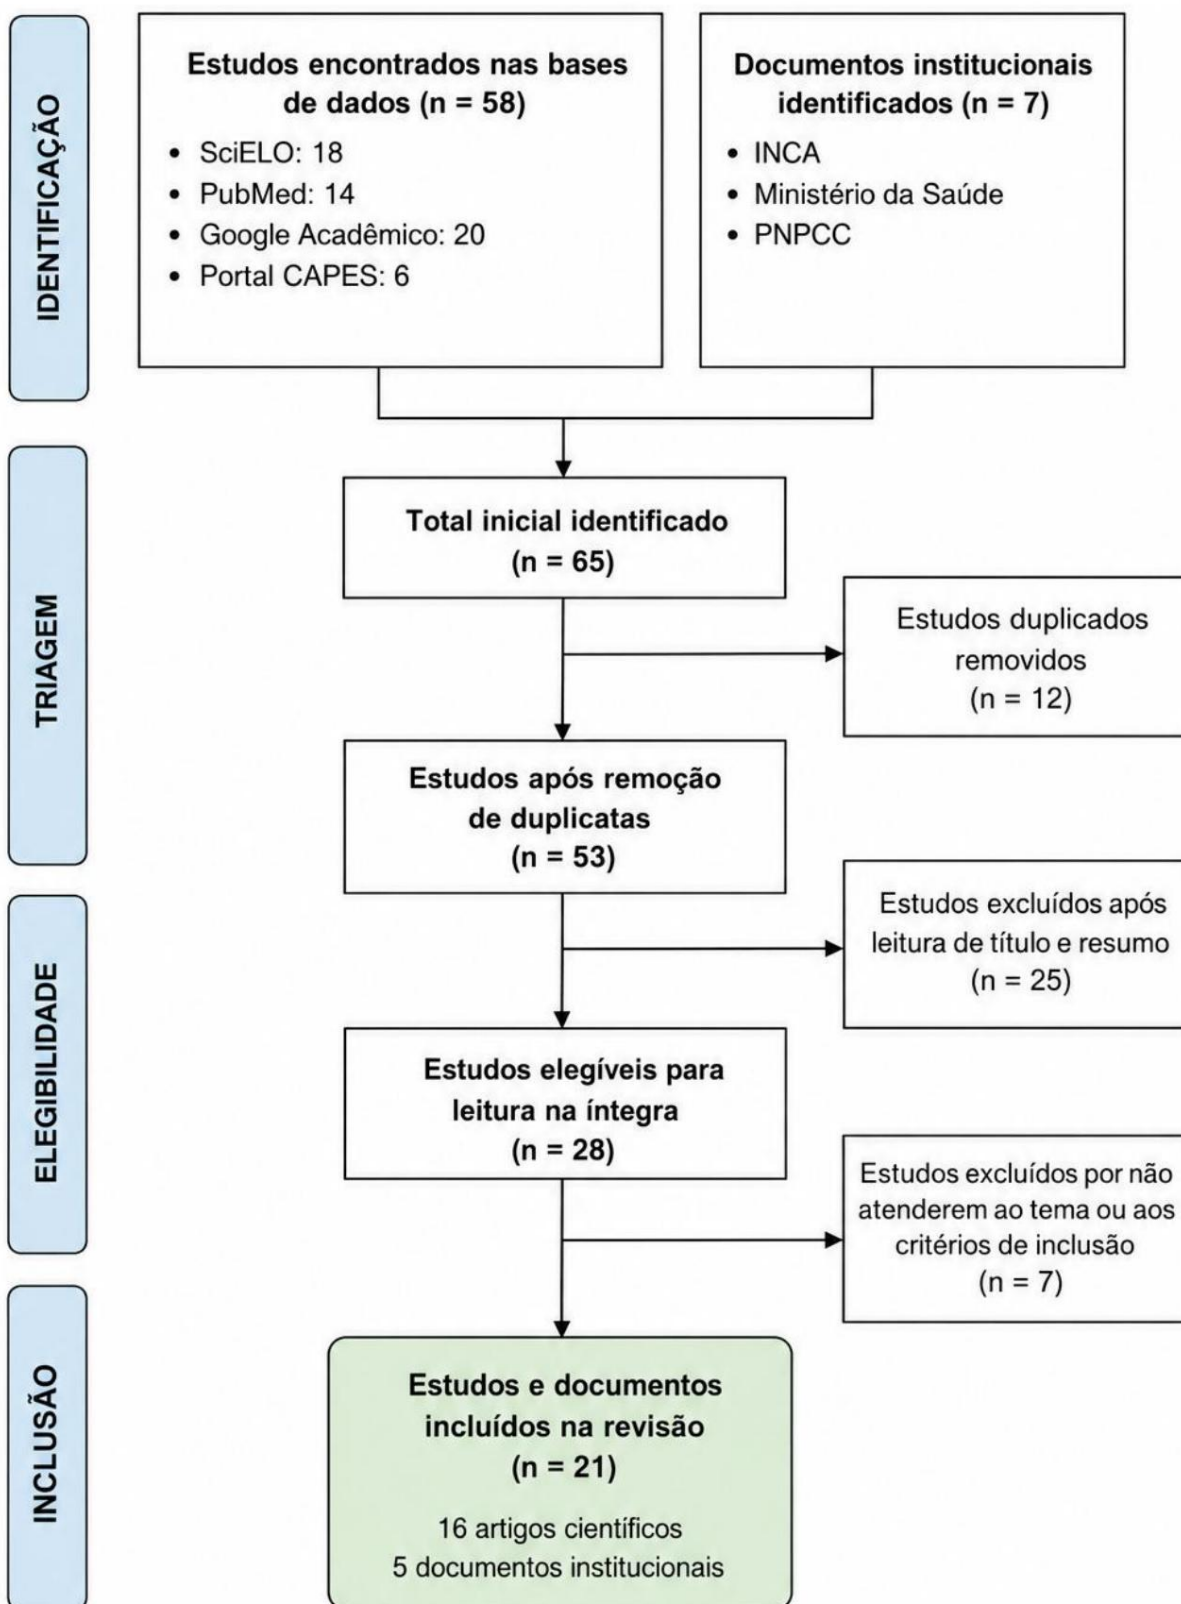 IDENTIFICAÇÃO
Estudos encontrados nas bases
de dados (n = 58)
• SciELO: 18
• PubMed: 14
• Google Acadêmico: 20
• Portal CAPES: 6
Documentos institucionais
identificados (n = 7)
• INCA
• Ministério da Saúde
• PNPCC
TRIAGEM
Total inicial identificado
(n = 65)
Estudos duplicados
removidos
(n = 12)
Estudos após remoção
de duplicatas
(n = 53)
ELEGIBILIDADE
Estudos excluídos após
leitura de título e resumo
(n = 25)
Estudos elegíveis para
leitura na íntegra
(n = 28)
Estudos excluídos por não
atenderem ao tema ou aos
critérios de inclusão
(n = 7)
INCLUSÃO
Estudos e documentos
incluídos na revisão
(n = 21)
16 artigos científicos
5 documentos institucionais